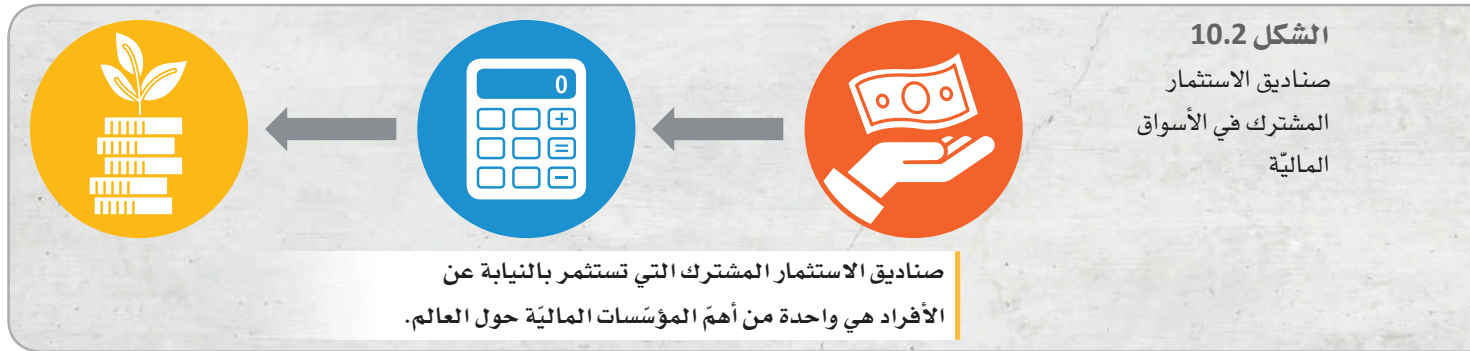 الشكل 10.2
صناديق الاستثمار
المشترك في الأسواق
الماليّة
0
صناديق الاستثمار المشترك التي تستثمر بالنيابة عن
الأفراد هي واحدة من أهمّ المؤسّسات الماليّة حول العالم.